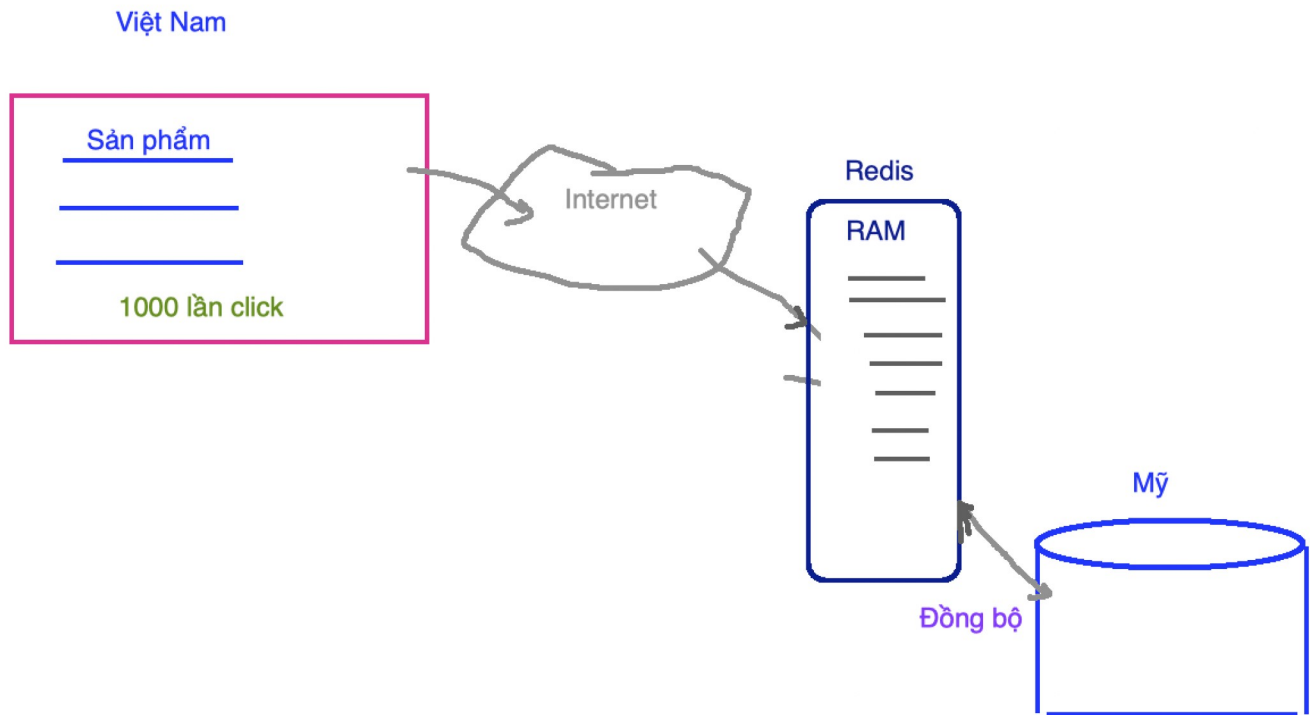 Việt Nam
Sản phẩm
1000 lần click
Internet
Redis
RAM
Mỹ
Đồng bộ